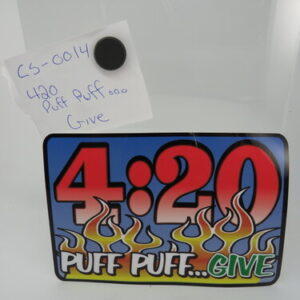 CS-0014
420
Puff Puff...
Give
4:20
PUFF PUFF...GIVE